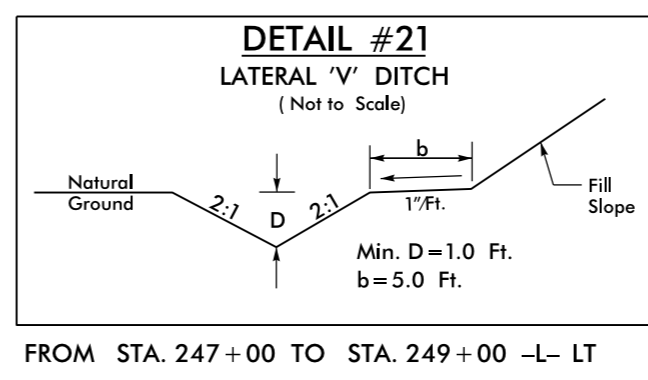 DETAIL #21
LATERAL 'V' DITCH
( Not to Scale)
b
Natural
Ground
2:1
D
2:1
1"/Ft.
Fill
Slope
Min. D=1.0 Ft.
b=5.0 Ft.
FROM STA. 247+00 TO STA. 249+00 -L- LT